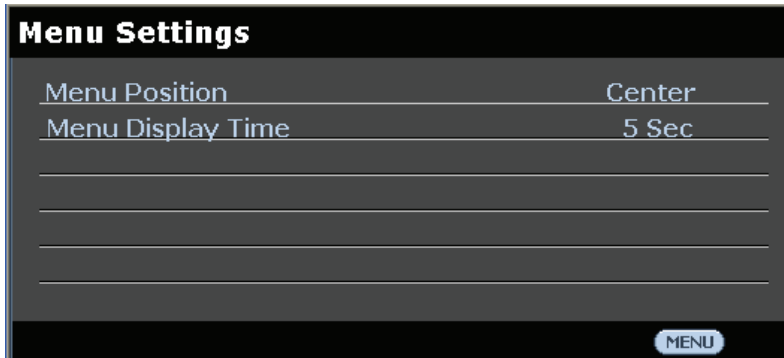 Menu Settings
Menu Position Center
Menu Display Time 5 Sec
MENU